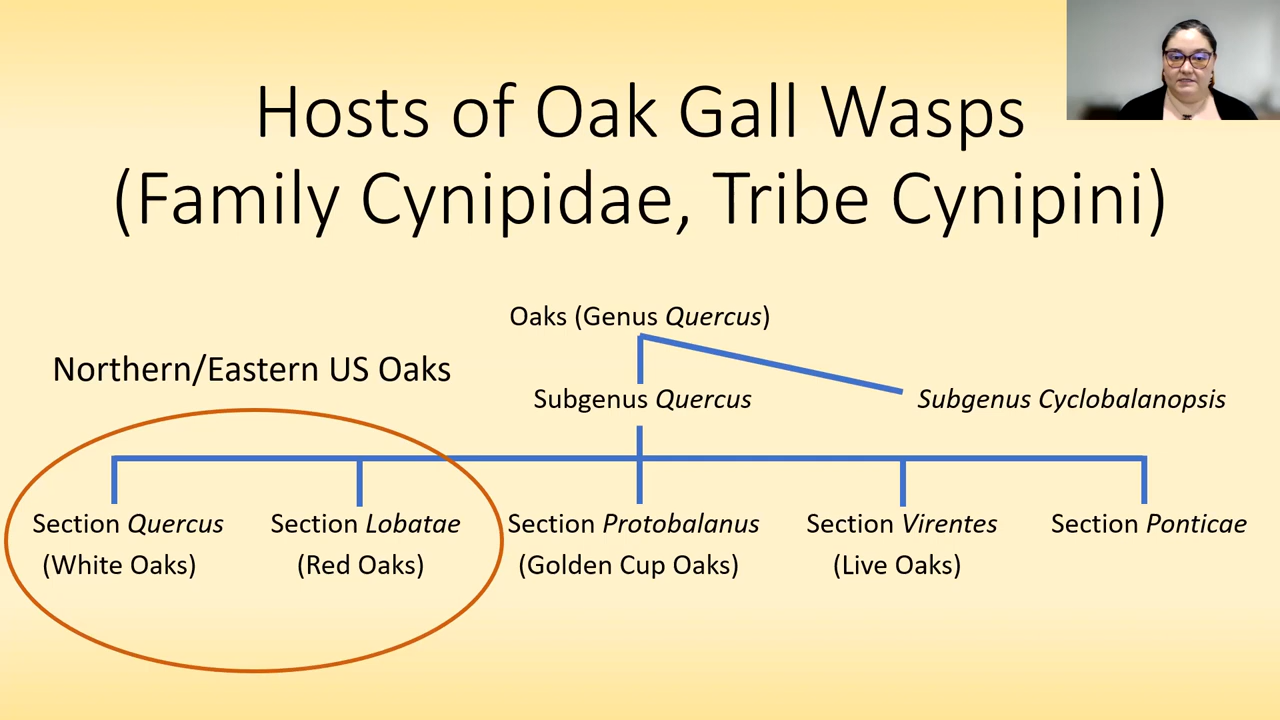 Hosts of Oak Gall Wasps
(Family Cynipidae, Tribe Cynipini)
Oaks (Genus Quercus)
Northern/Eastern US Oaks
Subgenus Quercus
Subgenus Cyclobalanopsis
Section Quercus
(White Oaks)
Section Lobatae
(Red Oaks)
Section Protobalanus
(Golden Cup Oaks)
Section Virentes
(Live Oaks)
Section Ponticae